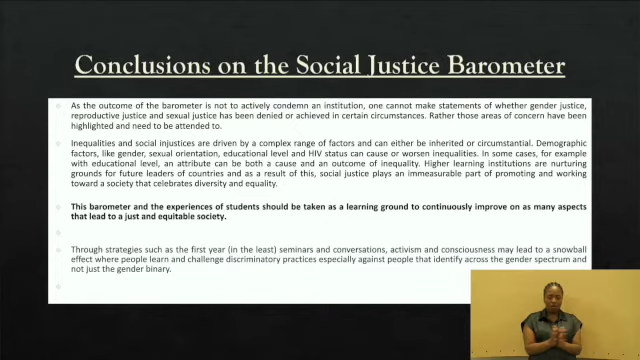 Conclusions on the Social Justice Barometer
As the outcome of the barometer is not to actively condemn an institution, one cannot make statements of whether gender justice,
reproductive justice and sexual justice has been denied or achieved in certain circumstances. Rather those areas of concern have been
highlighted and need to be attended to.
Inequalities and social injustices are driven by a complex range of factors and can either be inherited or circumstantial. Demographic
factors, like gender, sexual orientation, educational level and HIV status can cause or worsen inequalities. In some cases, for example
with educational level, an attribute can be both a cause and an outcome of inequality. Higher learning institutions are nurturing
grounds for future leaders of countries and as a result of this, social justice plays an immeasurable part of promoting and working
toward a society that celebrates diversity and equality.
This barometer and the experiences of students should be taken as a learning ground to continuously improve on as many aspects
that lead to a just and equitable society.
Through strategies such as the first year (in the least) seminars and conversations, activism and consciousness may lead to a snowball
effect where people learn and challenge discriminatory practices especially against people that identify across the gender spectrum and
not just the gender binary.